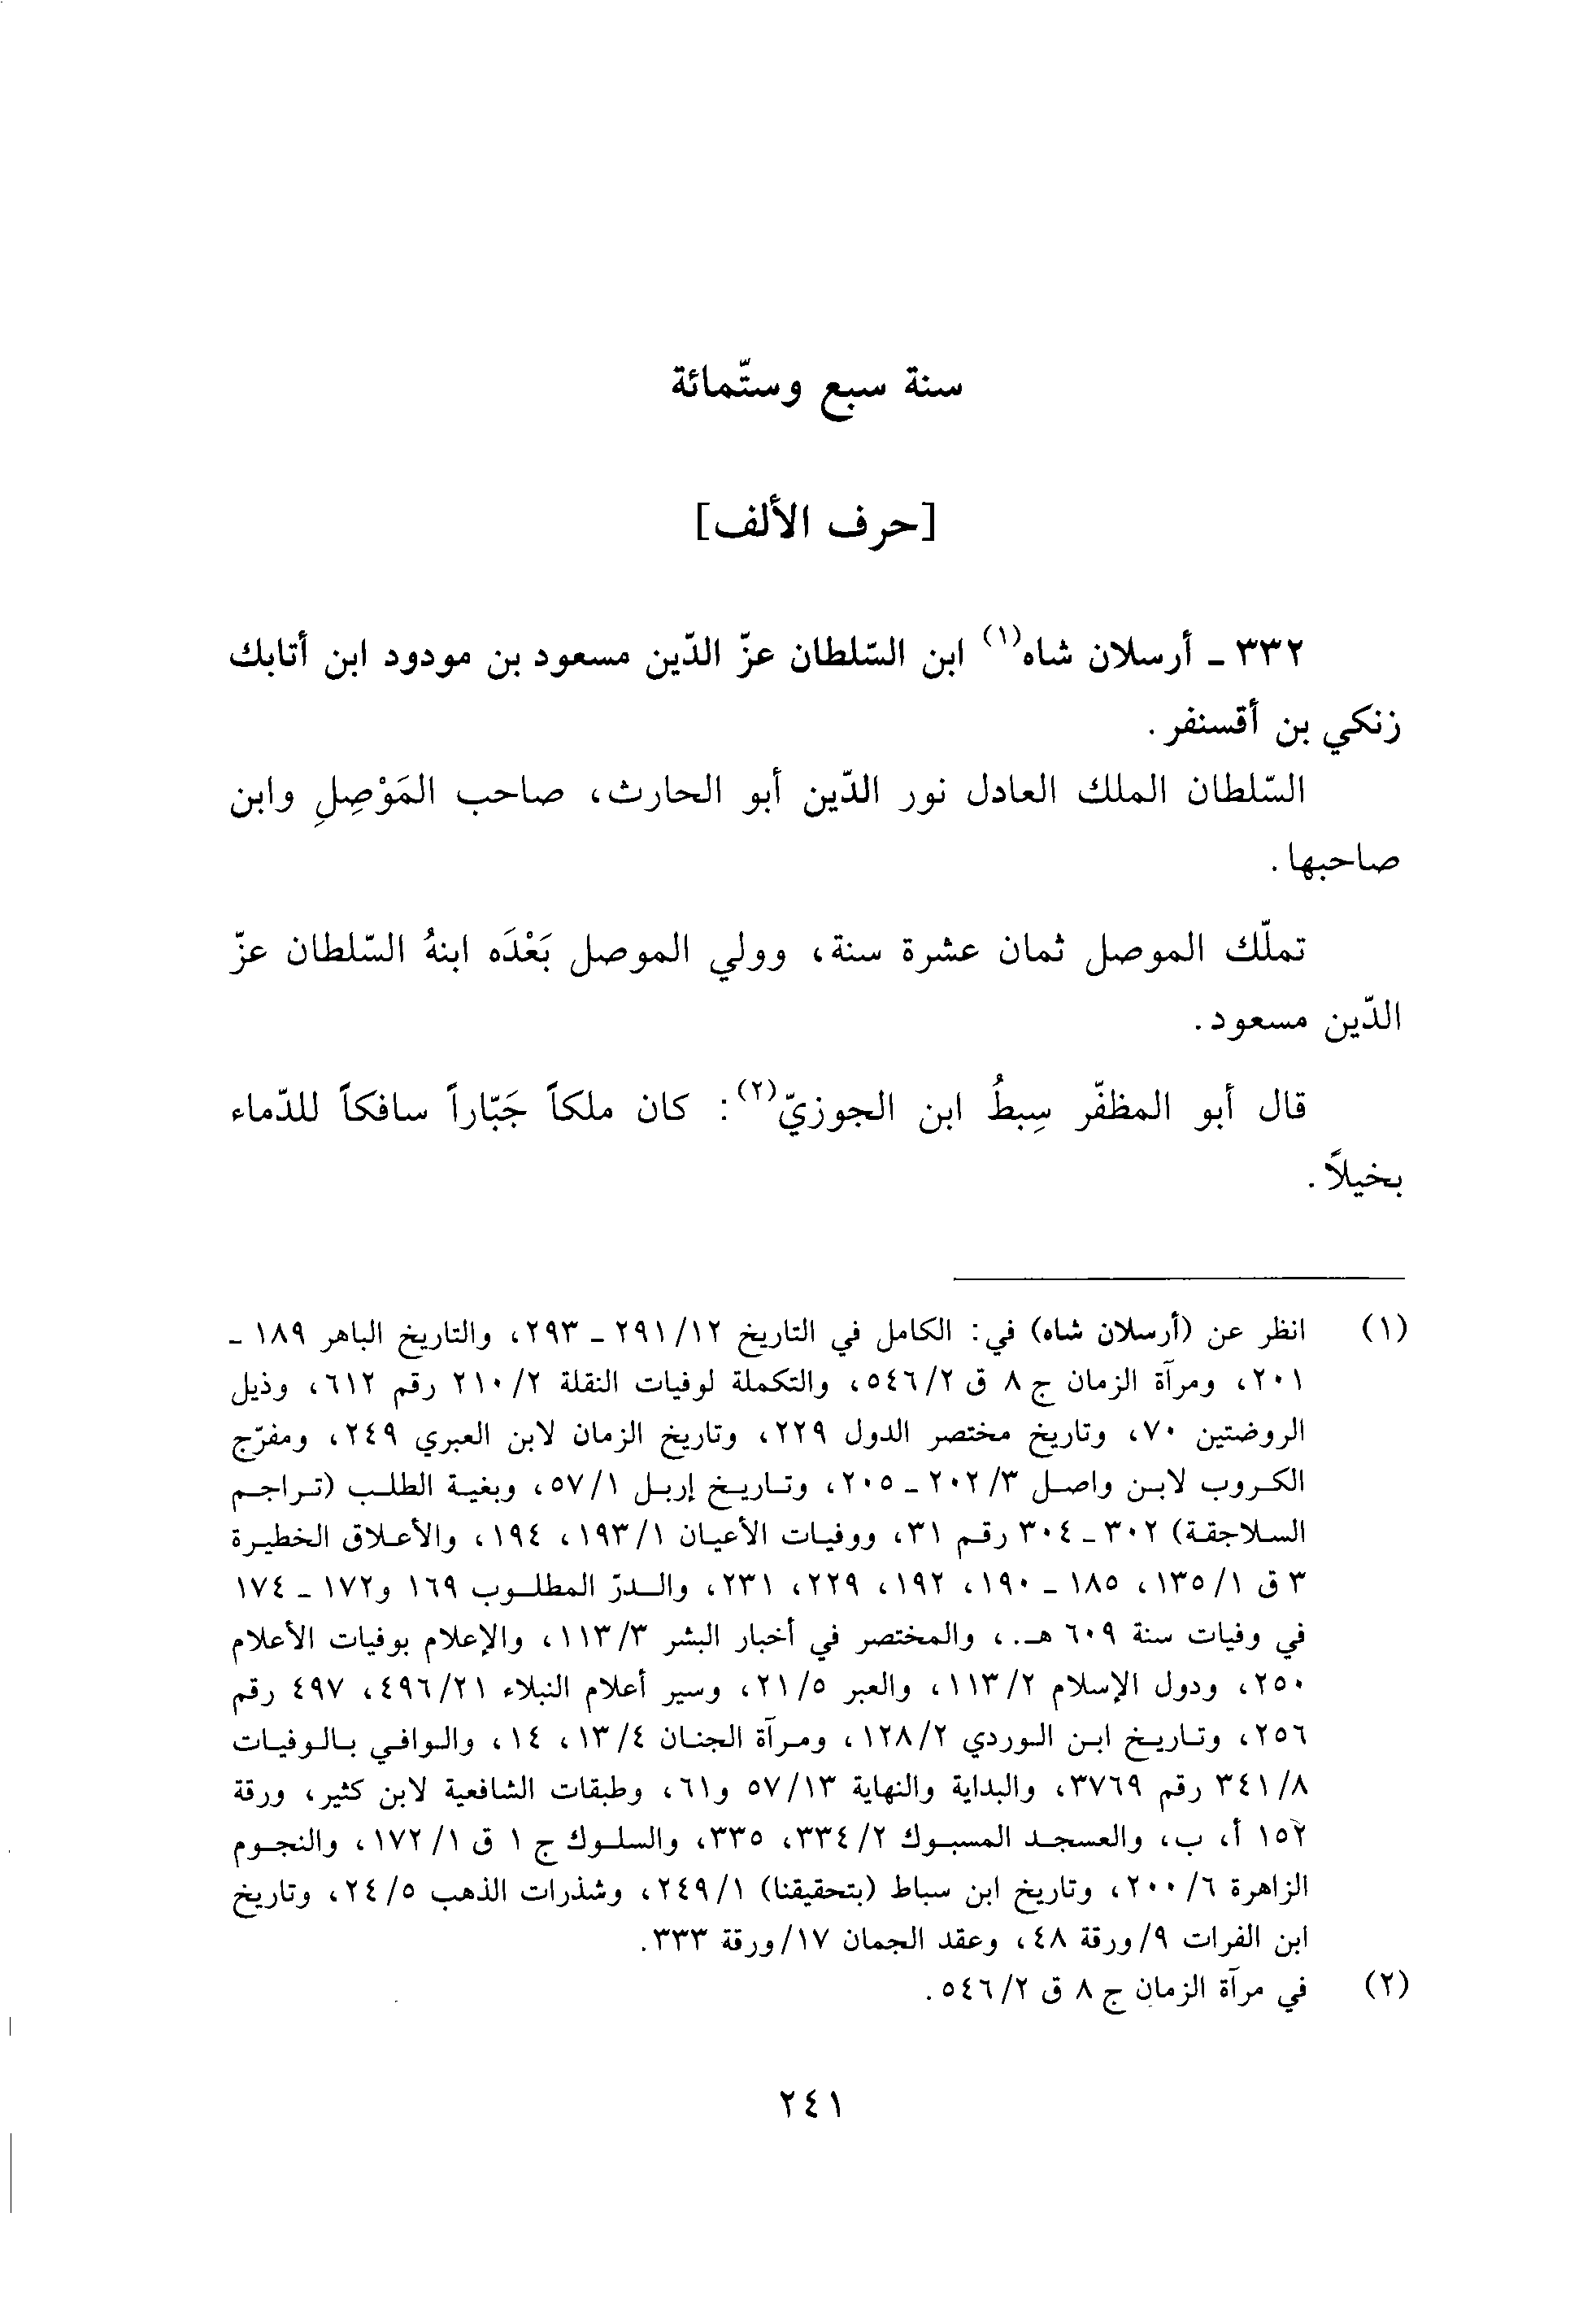 سنة سبع وستّمائة
[حرف الألف]
٣٣٢ - أرسلان شاه(١) ابن السّلطان عزّ الدّين مسعود بن مودود ابن أتابك
زنكي بن أقسنفر.
السّلطان الملك العادل نور الدّين أبو الحارث، صاحب المَوْصِلِ وابن
صاحبها.
تملّك الموصل ثمان عشرة سنة، وولي الموصل بَعْدَه ابنهُ السّلطان عزّ
الدّين مسعود.
قال أبو المظفّر سِبطُ ابن الجوزيّ(٢): كان ملكاً جَبّاراً سافكاً للدّماء
بخيلاً.
(١) انظر عن (أرسلان شاه) في: الكامل في التاريخ ١٢/ ٢٩١ - ٢٩٣، والتاريخ الباهر ١٨٩ -
٢٠١، ومرآة الزمان ج ٨ ق ٢/ ٥٤٦، والتكملة لوفيات النقلة ٢/ ٢١٠ رقم ٦١٢، وذيل
الروضتين ٧٠، وتاريخ مختصر الدول ٢٢٩، وتاريخ الزمان لابن العبري ٢٤٩، ومفرّج
الكروب لابن واصل ٣/ ٢٠٢ - ٢٠٥، وتاريخ إربل ١/ ٥٧، وبغية الطلب (تراجم
السلاجقة) ٣٠٢ - ٣٠٤ رقم ٣١، ووفيات الأعيان ١/ ١٩٣، ١٩٤، والأعلاق الخطيرة
٣ ق ١/ ١٣٥، ١٨٥ - ١٩٠، ١٩٢، ٢٢٩، ٢٣١، والدرّ المطلوب ١٦٩ و١٧٢ - ١٧٤
في وفيات سنة ٦٠٩ هـ.، والمختصر في أخبار البشر ٣/ ١١٣، والإعلام بوفيات الأعلام
٢٥٠، ودول الإسلام ٢/ ١١٣، والعبر ٥/ ٢١، وسير أعلام النبلاء ٢١/ ٤٩٦، ٤٩٧ رقم
٢٥٦، وتاريخ ابن الوردي ٢/ ١٢٨، ومرآة الجنان ٤/ ١٣، ١٤، والوافي بالوفيات
٨/ ٣٤١ رقم ٣٧٦٩، والبداية والنهاية ١٣/ ٥٧ و٦١، وطبقات الشافعية لابن كثير، ورقة
١٥٢ أ، ب، والعسجد المسبوك ٢/ ٣٣٤، ٣٣٥، والسلوك ج ١ ق ١/ ١٧٢، والنجوم
الزاهرة ٦/ ٢٠٠، وتاريخ ابن سباط (بتحقيقنا) ١/ ٢٤٩، وشذرات الذهب ٥/ ٢٤، وتاريخ
ابن الفرات ٩/ ورقة ٤٨، وعقد الجمان ١٧/ ورقة ٣٣٣.
(٢) في مرآة الزمان ج ٨ ق ٢/ ٥٤٦.
٢٤١